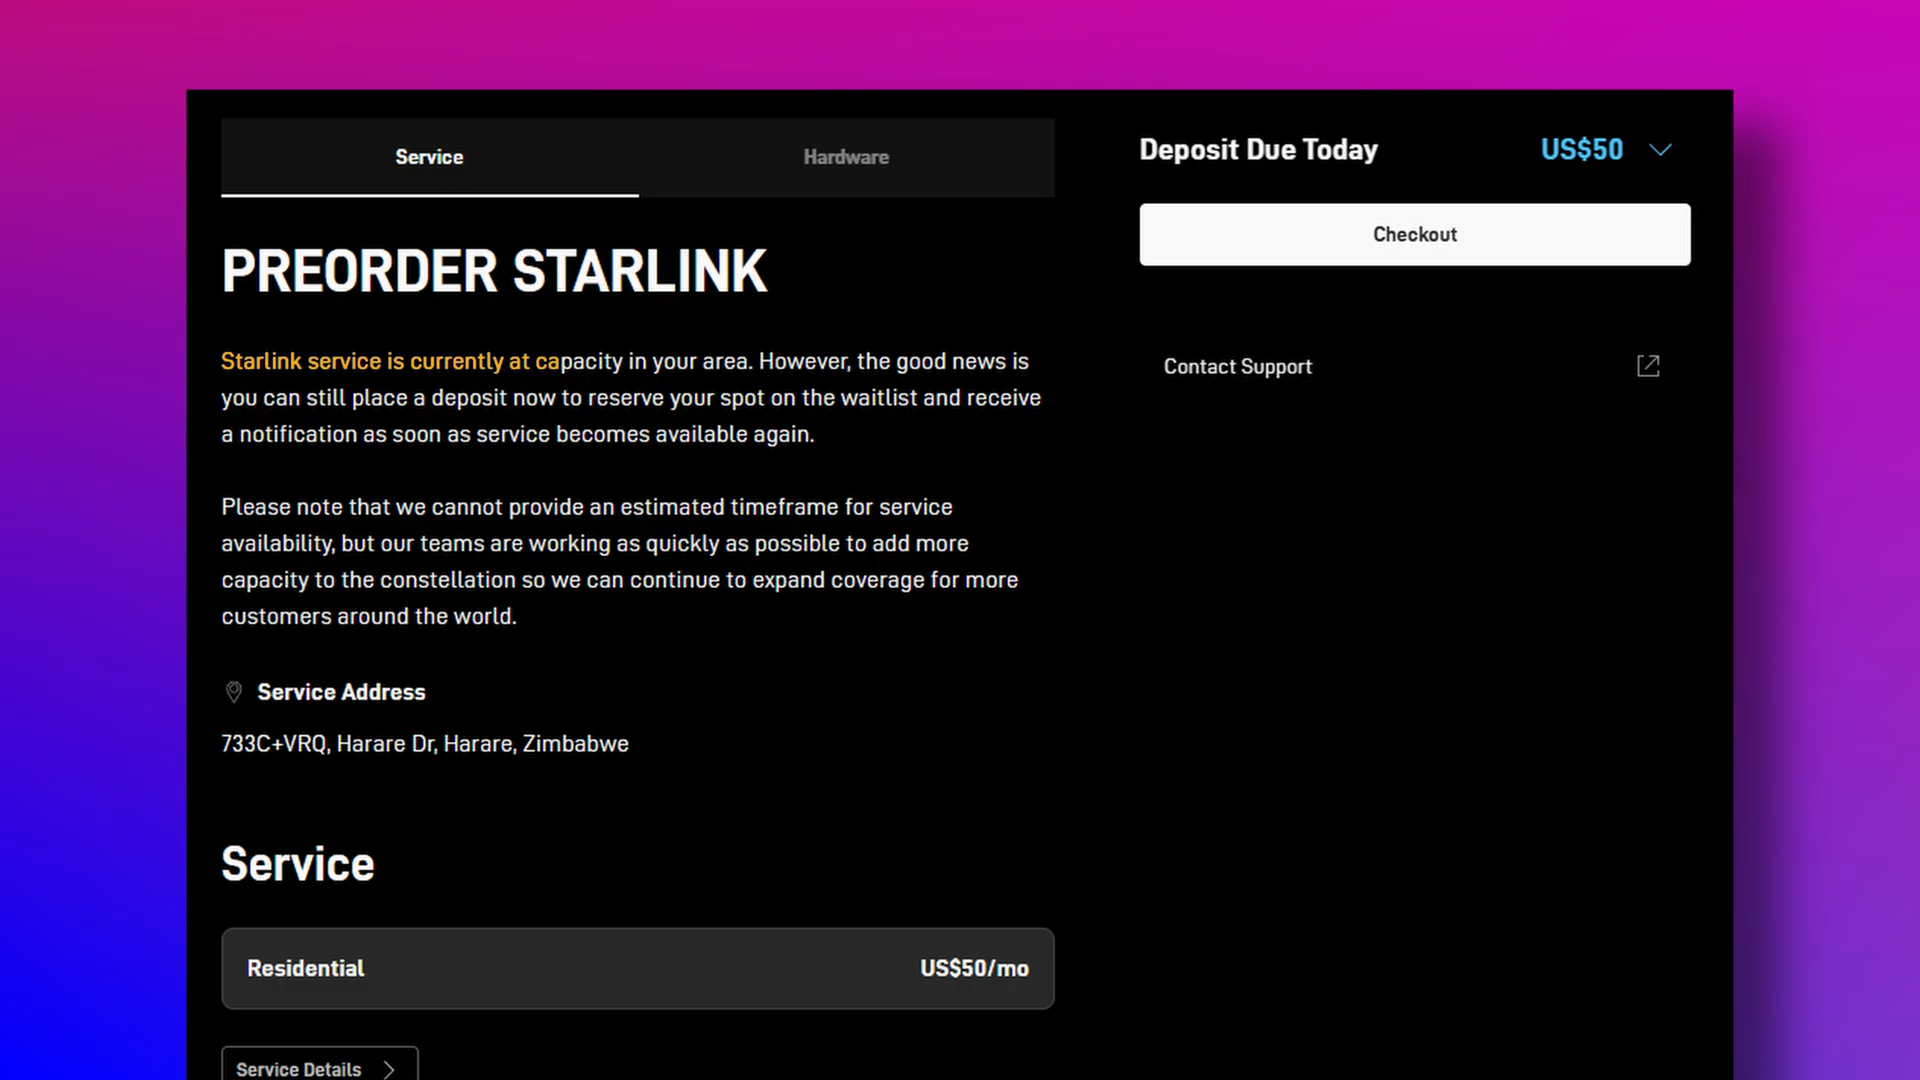 Service
Hardware
PREORDER STARLINK
Starlink service is currently at capacity in your area. However, the good news is
you can still place a deposit now to reserve your spot on the waitlist and receive
a notification as soon as service becomes available again.
Please note that we cannot provide an estimated timeframe for service
availability, but our teams are working as quickly as possible to add more
capacity to the constellation so we can continue to expand coverage for more
customers around the world.
Service Address
733C+VRQ, Harare Dr, Harare, Zimbabwe
Service
Residential US$50/mo
Service Details
Deposit Due Today US$50
Checkout
Contact Support